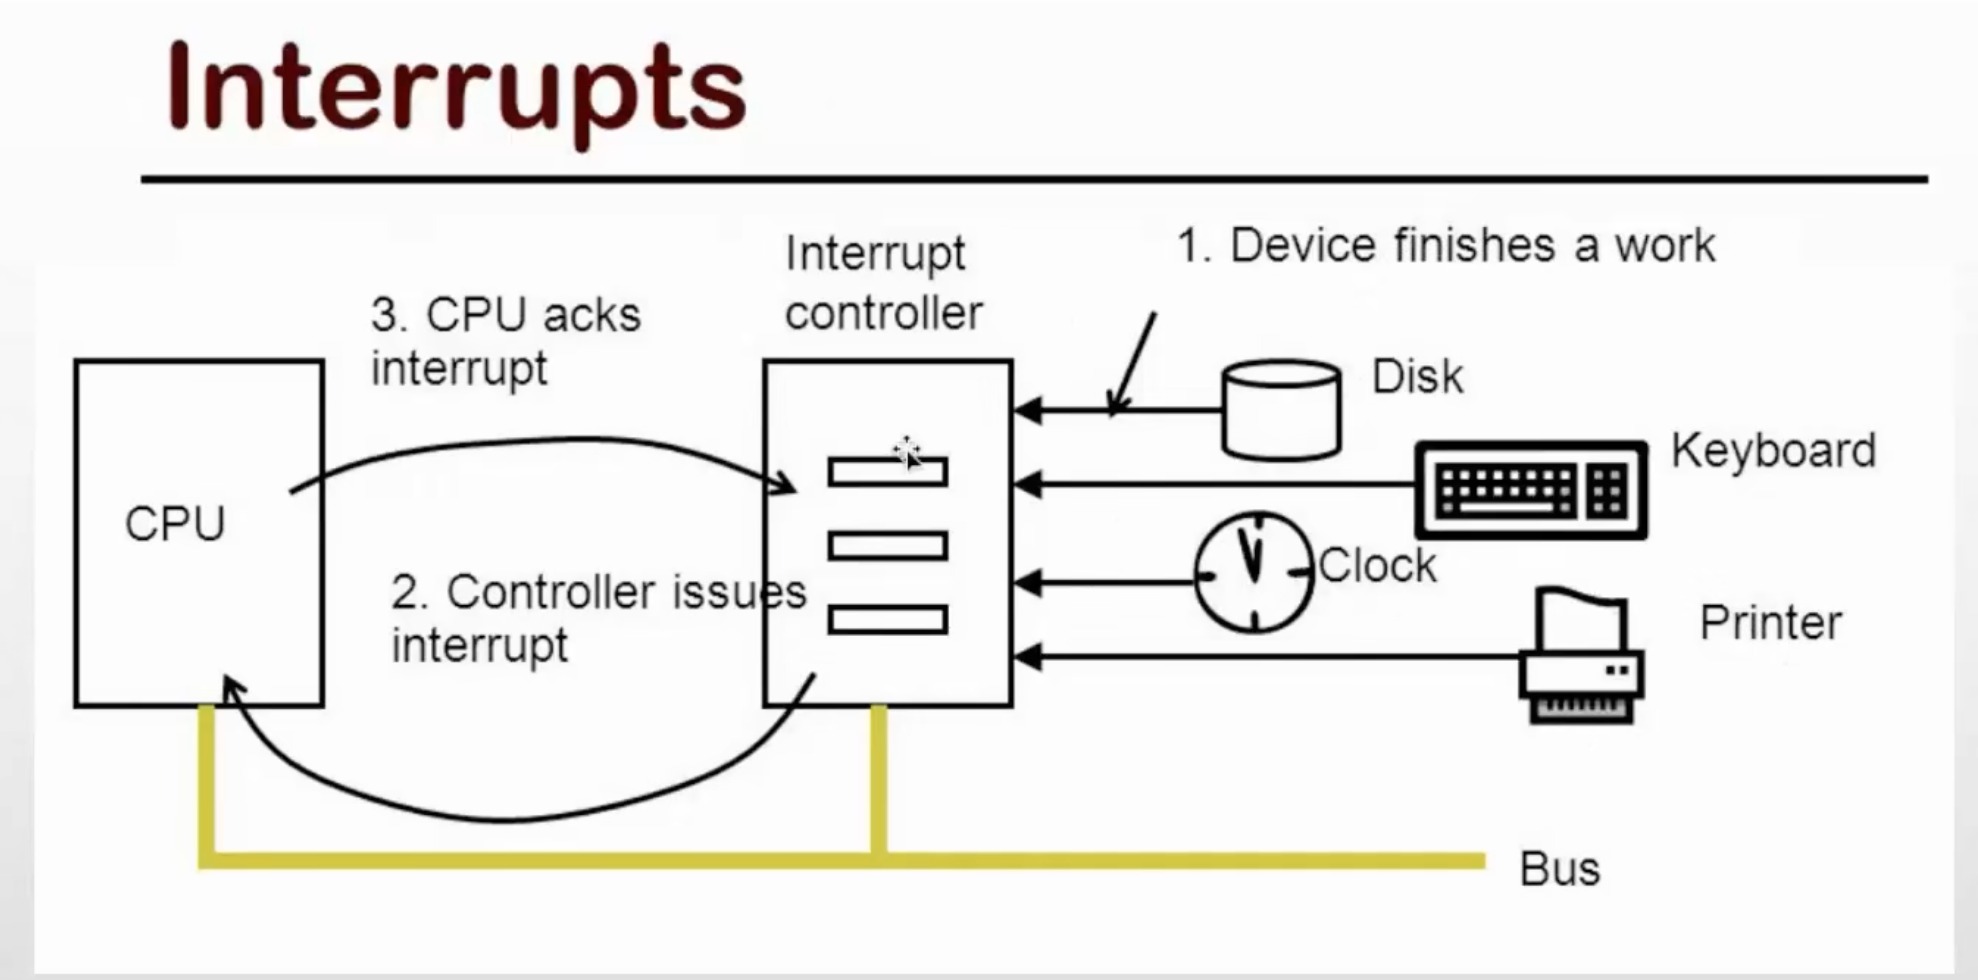 Interrupts
1. Device finishes a work
Interrupt
controller
3. CPU acks
interrupt
Disk
Keyboard
CPU
Clock
2. Controller issues
interrupt
Printer
Bus